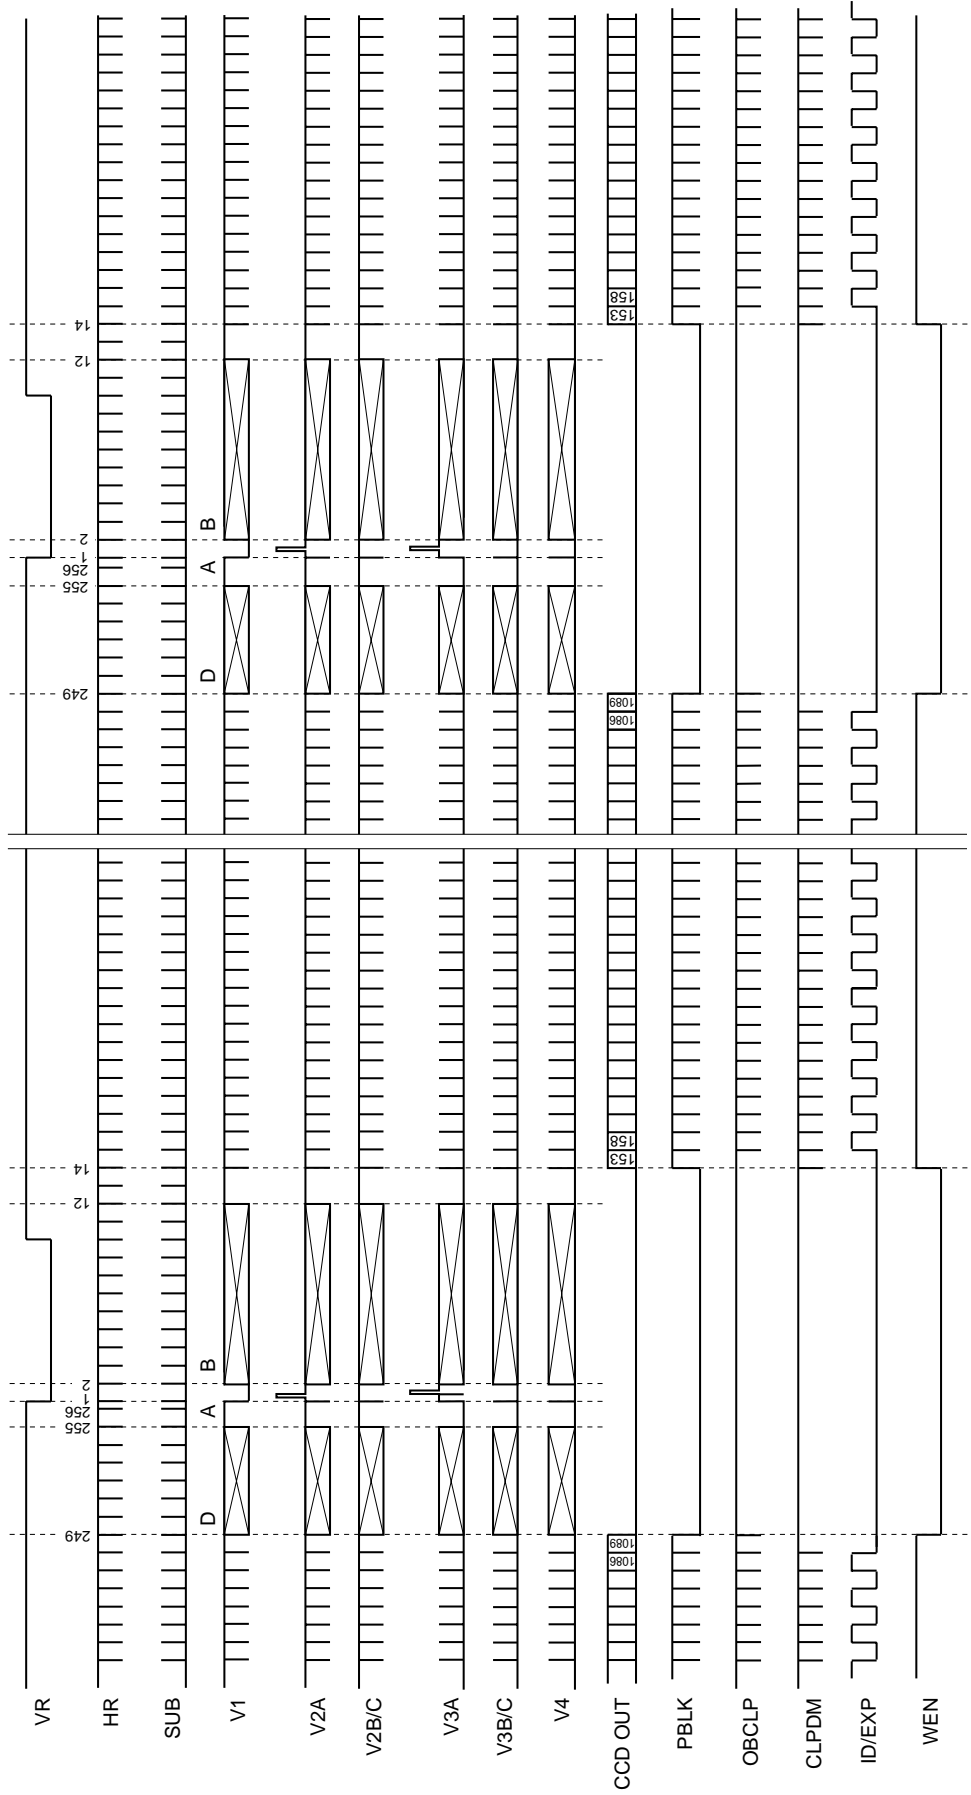 VR
249 255 256 1 2 12 14 249 255 256 1 2 12 14
HR
SUB
D A B D A B
V1
V2A
V2B/C
V3A
V3B/C
V4
CCD OUT 1086 1089 153 158 1086 1089 153 158
PBLK
OBCLP
CLPDM
ID/EXP
WEN